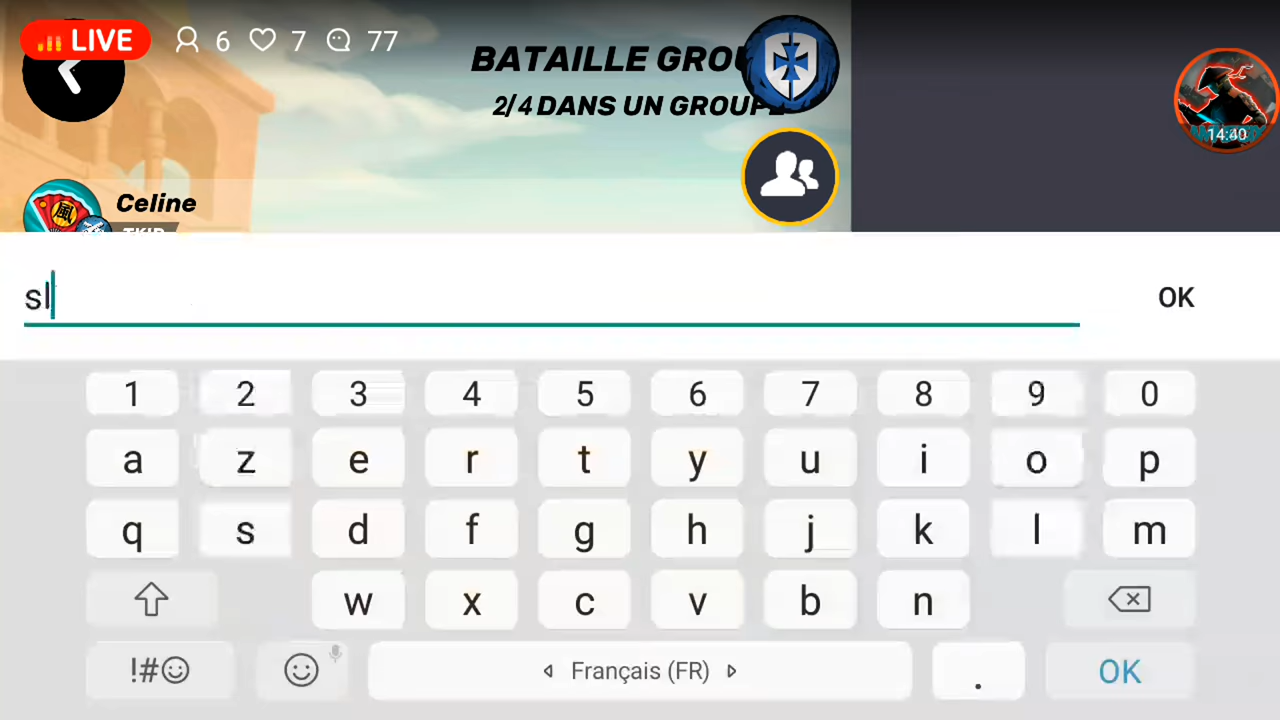 LIVE 6 7 77
BATAILLE GROU
2/4 DANS UN GROUPE
14:40
Celine
sl
OK
1 2 3 4 5 6 7 8 9 0
a z e r t y u i o p
q s d f g h j k l m
w x c v b n
!#☺ Français (FR) . OK